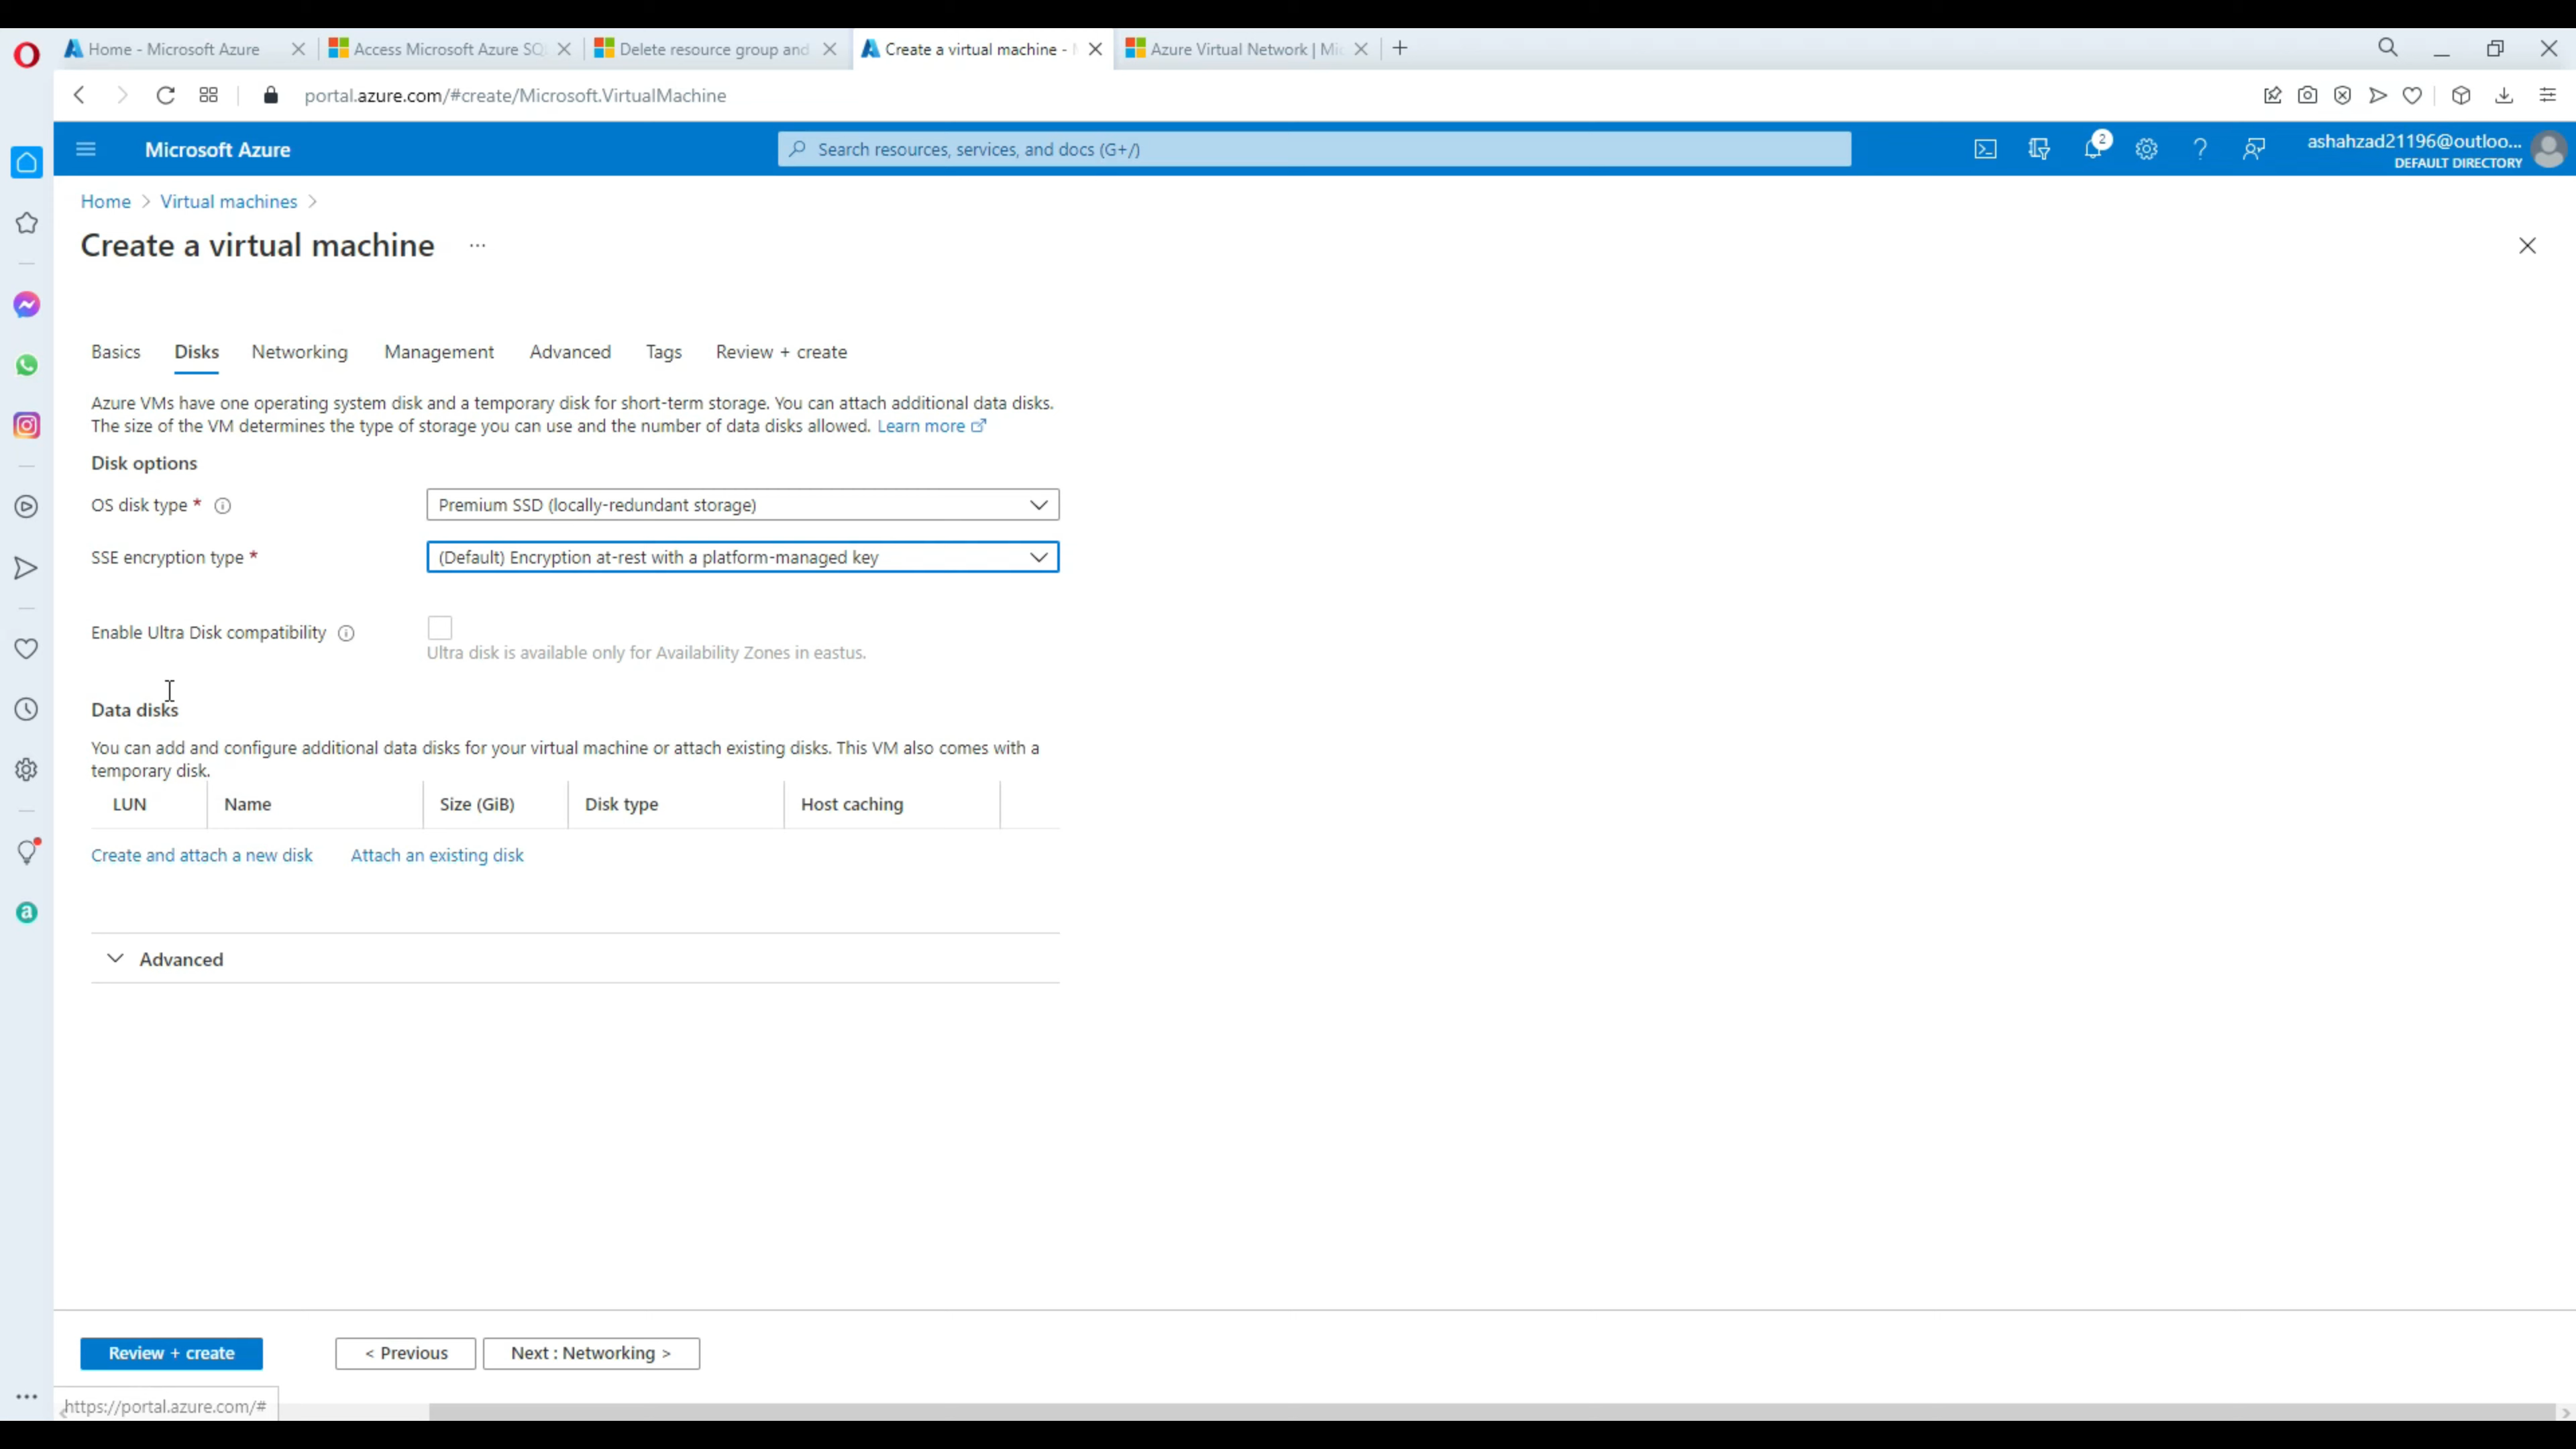 Home - Microsoft Azure
Access Microsoft Azure SQ
Delete resource group and
Create a virtual machine -
Azure Virtual Network | Mi
portal.azure.com/#create/Microsoft.VirtualMachine
Microsoft Azure
Search resources, services, and docs (G+/)
2
ashahzad21196@outloo...
DEFAULT DIRECTORY
Home > Virtual machines >
Create a virtual machine ...
Basics Disks Networking Management Advanced Tags Review + create
Azure VMs have one operating system disk and a temporary disk for short-term storage. You can attach additional data disks.
The size of the VM determines the type of storage you can use and the number of data disks allowed. Learn more
Disk options
OS disk type * Premium SSD (locally-redundant storage)
SSE encryption type * (Default) Encryption at-rest with a platform-managed key
Enable Ultra Disk compatibility
Ultra disk is available only for Availability Zones in eastus.
Data disks
You can add and configure additional data disks for your virtual machine or attach existing disks. This VM also comes with a
temporary disk.
LUN Name Size (GiB) Disk type Host caching
Create and attach a new disk Attach an existing disk
Advanced
Review + create < Previous Next : Networking >
https://portal.azure.com/#